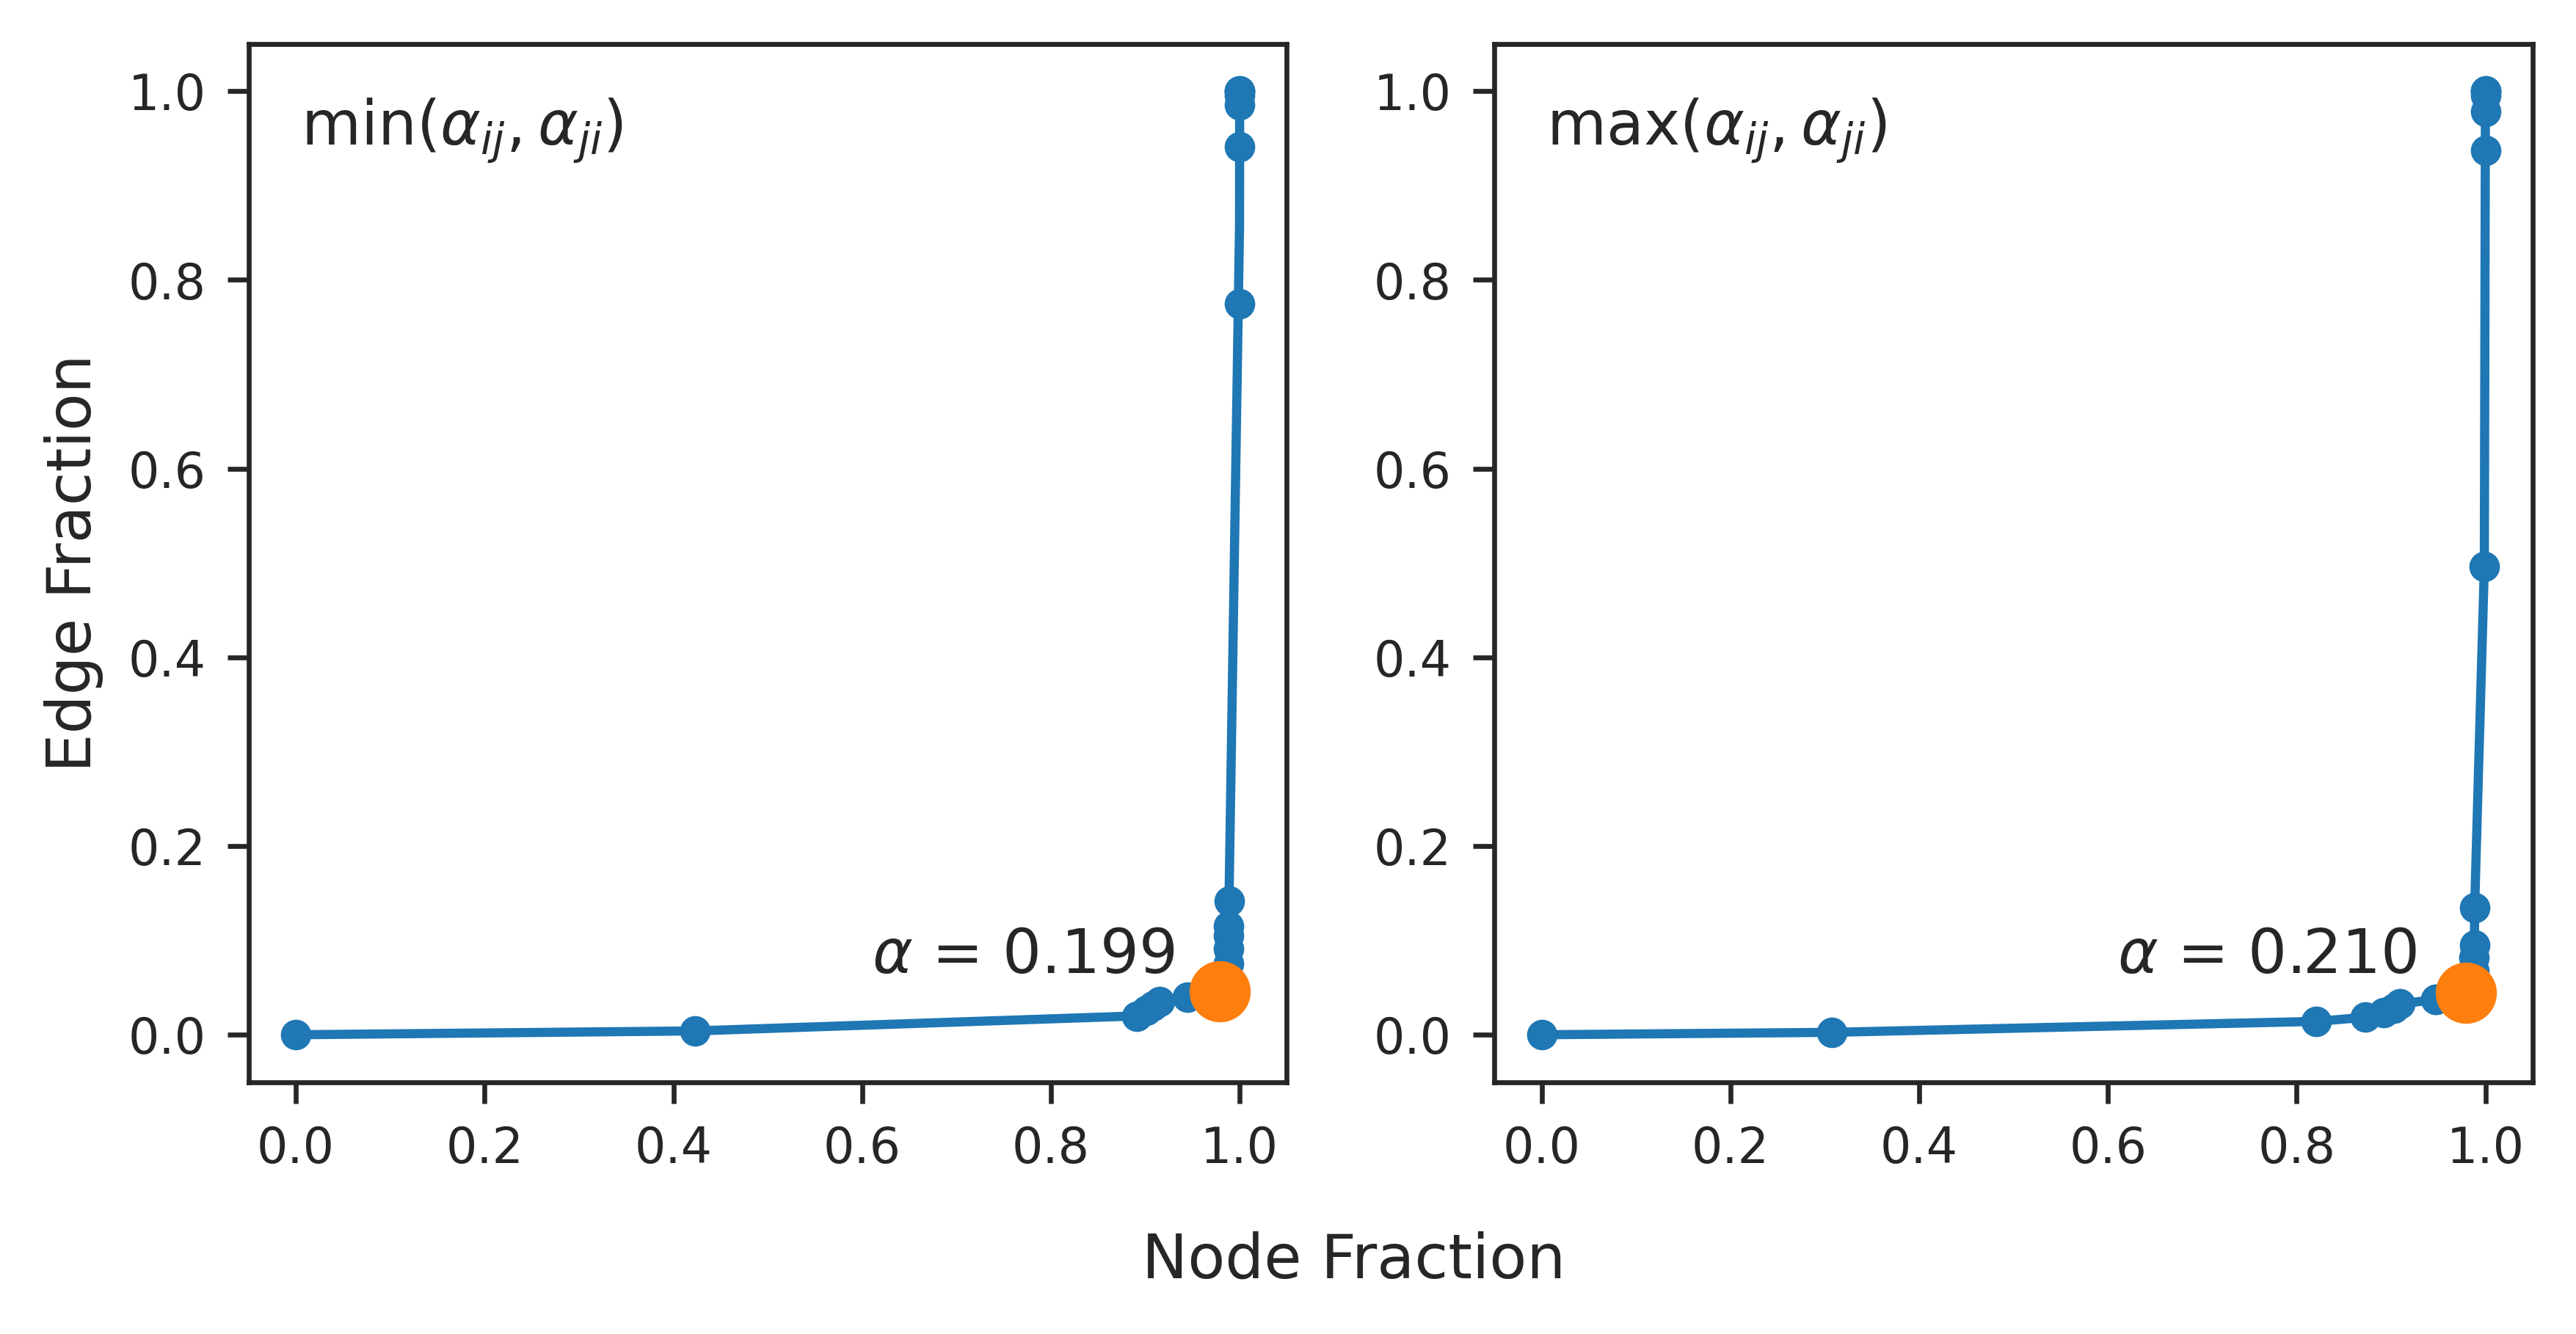 min(αij, αji)
max(αij, αji)
Edge Fraction
1.0
0.8
0.6
0.4
0.2
0.0
α = 0.199
0.0 0.2 0.4 0.6 0.8 1.0
1.0
0.8
0.6
0.4
0.2
0.0
α = 0.210
0.0 0.2 0.4 0.6 0.8 1.0
Node Fraction